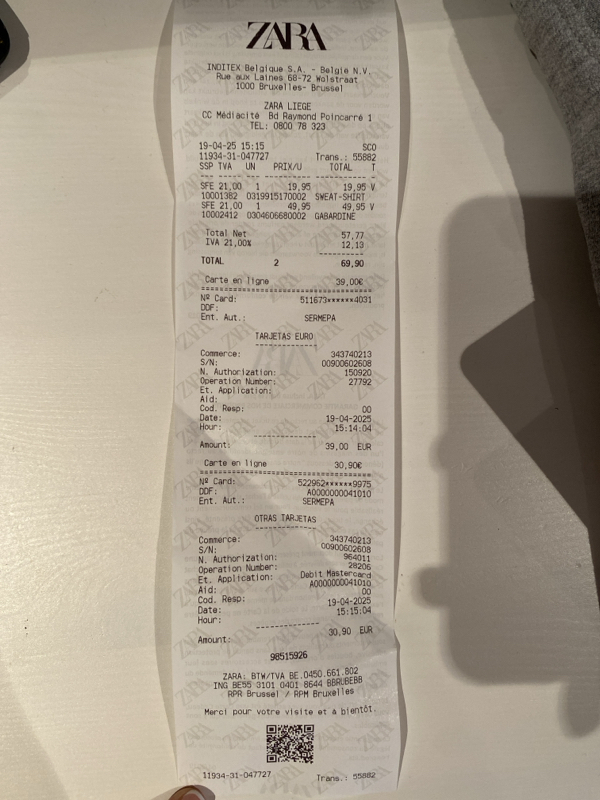 ZARA
INDITEX Belgique S.A. - België N.V.
Rue aux Laines 68-72 Wolstraat
1000 Bruxelles- Brussel
ZARA LIEGE
CC Médiacité Bd Raymond Poincarré 1
TEL: 0800 78 323
19-04-25 15:15 SCO
11934-31-047727 Trans.: 55882
SSP TVA UN PRIX/U TOTAL T
SFE 21,00 1 19,95 19,95 V
10001382 0319915170002 SWEAT-SHIRT
SFE 21,00 1 49,95 49,95 V
10002412 0304606680002 GABARDINE
Total Net 57,77
IVA 21,00% 12,13
TOTAL 2 69,90
Carte en ligne 39,00€
Nº Card: 511673******4031
DDF:
Ent. Aut.: SERMEPA
TARJETAS EURO
Commerce: 343740213
S/N: 00900602608
N. Authorization: 150920
Operation Number: 27792
Et. Application:
Aid:
Cod. Resp: 00
Date: 19-04-2025
Hour: 15:14:04
Amount: 39,00 EUR
Carte en ligne 30,90€
Nº Card: 522962******9975
DDF: A0000000041010
Ent. Aut.: SERMEPA
OTRAS TARJETAS
Commerce: 343740213
S/N: 00900602608
N. Authorization: 964011
Operation Number: 28206
Et. Application: Debit Mastercard
Aid: A0000000041010
Cod. Resp: 00
Date: 19-04-2025
Hour: 15:15:04
Amount: 30,90 EUR
98515926
ZARA: BTW/TVA BE.0450.661.802
ING BE55 3101 0401 8644 BBRUBEBB
RPR Brussel / RPM Bruxelles
Merci pour votre visite et à bientôt.
11934-31-047727 Trans.: 55882